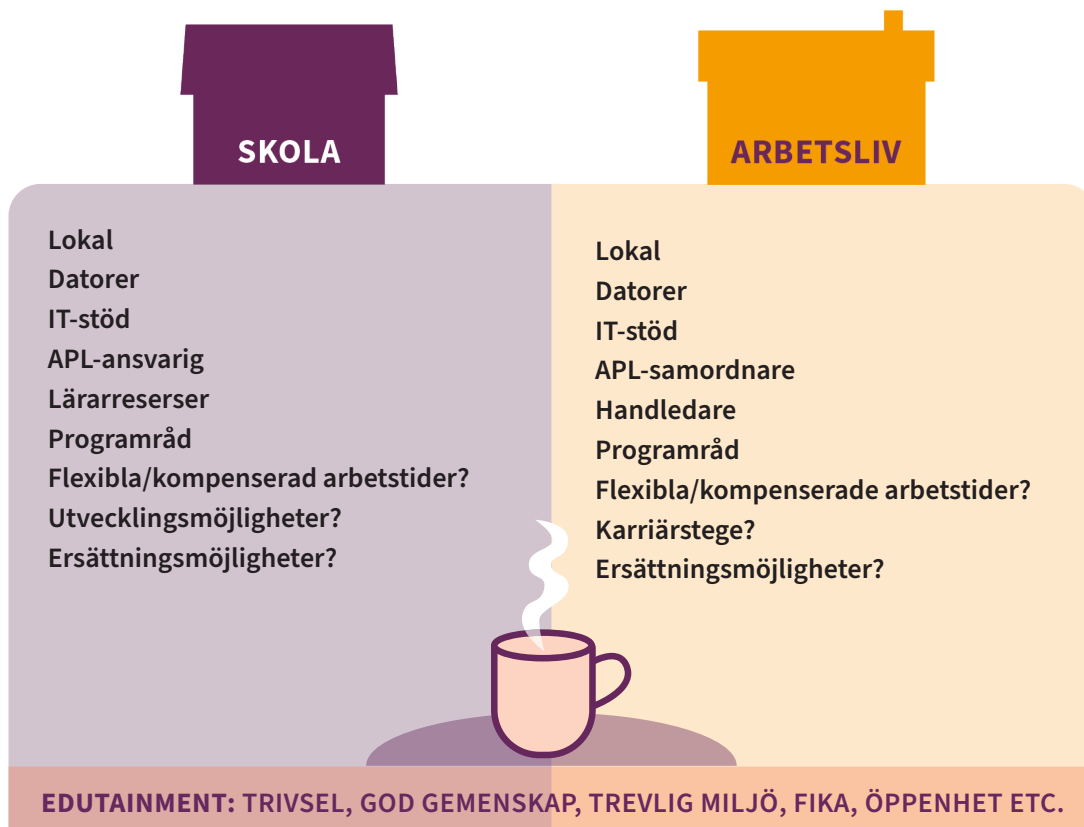 SKOLA
Lokal
Datorer
IT-stöd
APL-ansvarig
Lärarreserser
Programråd
Flexibla/kompenserad arbetstider?
Utvecklingsmöjligheter?
Ersättningsmöjligheter?
ARBETSLIV
Lokal
Datorer
IT-stöd
APL-samordnare
Handledare
Programråd
Flexibla/kompenserade arbetstider?
Karriärstege?
Ersättningsmöjligheter?
EDUTAINMENT: TRIVSEL, GOD GEMENSKAP, TREVLIG MILJÖ, FIKA, ÖPPENHET ETC.